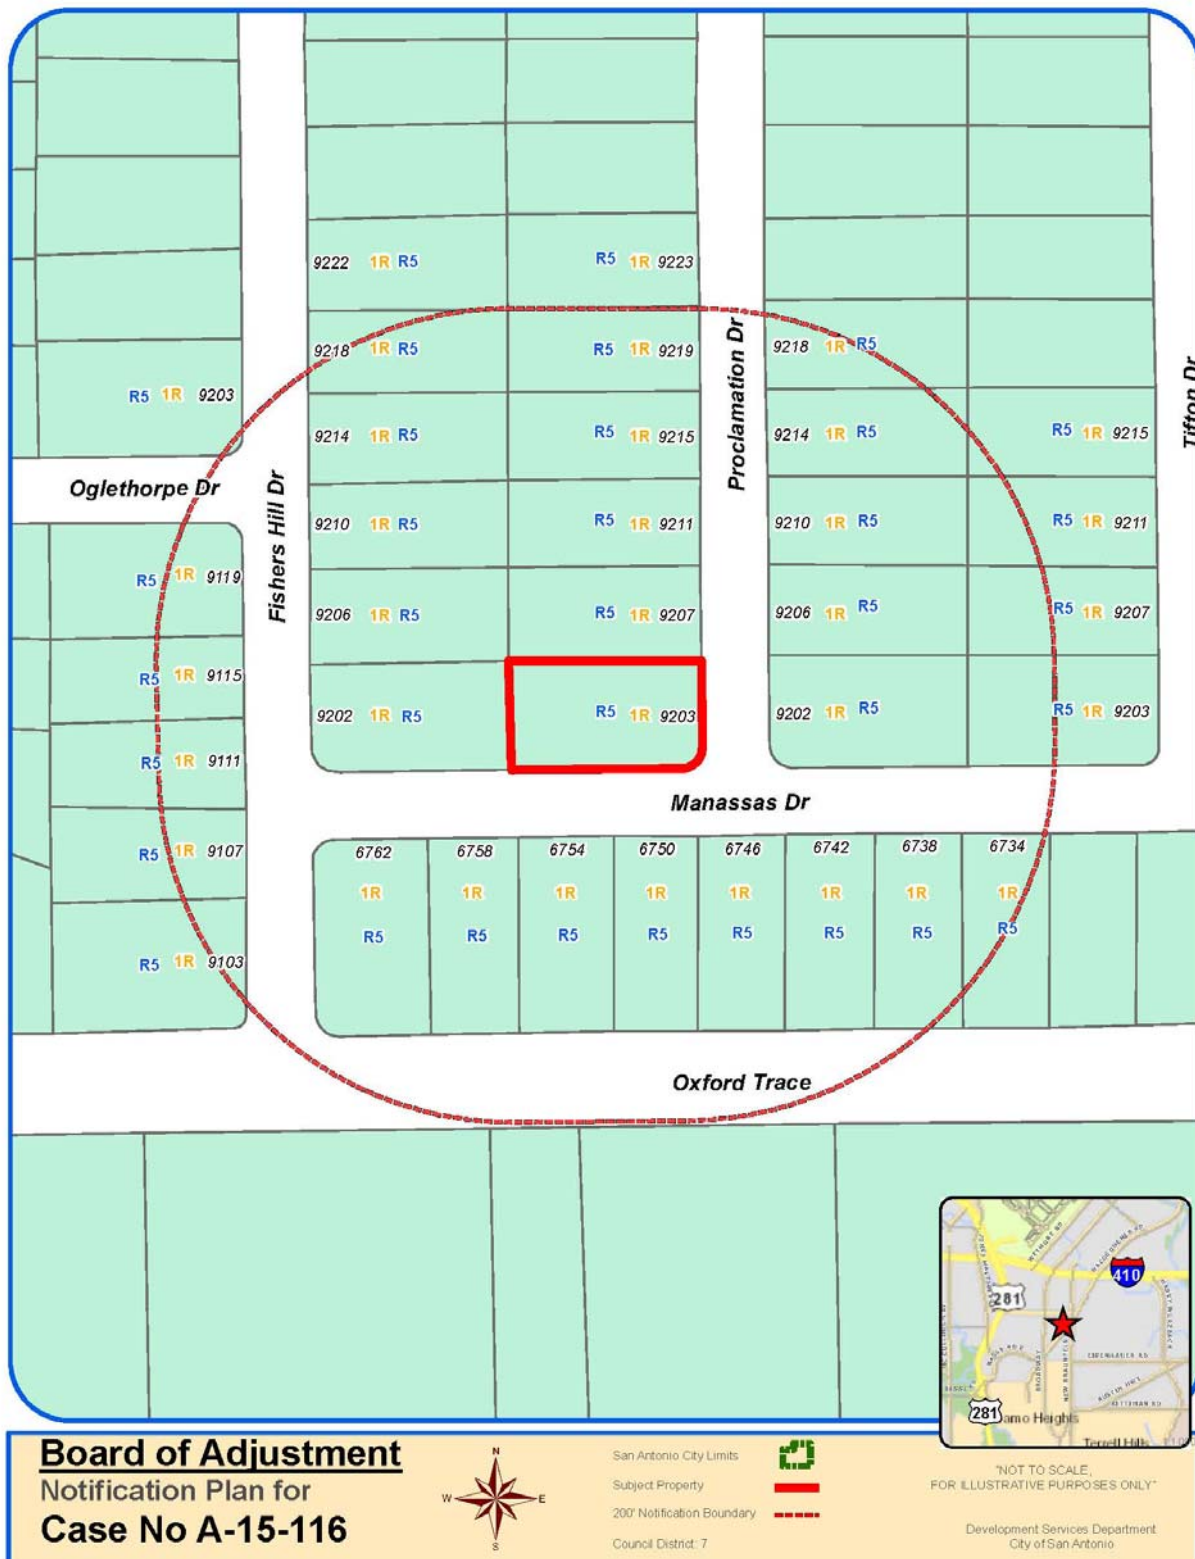 9222 1R R5
R5 1R 9223
9218 1R R5
R5 1R 9219
Proclamation Dr
9218 1R R5
R5 1R 9203
9214 1R R5
R5 1R 9215
9214 1R R5
R5 1R 9215
Tifton Dr
Oglethorpe Dr
Fishers Hill Dr
9210 1R R5
R5 1R 9211
9210 1R R5
R5 1R 9211
R5 1R 9119
9206 1R R5
R5 1R 9207
9206 1R R5
R5 1R 9207
R5 1R 9115
9202 1R R5
R5 1R 9203
9202 1R R5
R5 1R 9203
R5 1R 9111
Manassas Dr
R5 1R 9107
6762 6758 6754 6750 6746 6742 6738 6734
1R 1R 1R 1R 1R 1R 1R 1R
R5 R5 R5 R5 R5 R5 R5 R5
R5 1R 9103
Oxford Trace
410
281
BROADWAY
281
amo Heights
Terrell Hills
Board of Adjustment
Notification Plan for
Case No A-15-116
N
W E
S
San Antonio City Limits
Subject Property
200' Notification Boundary
Council District: 7
"NOT TO SCALE,
FOR ILLUSTRATIVE PURPOSES ONLY"
Development Services Department
City of San Antonio